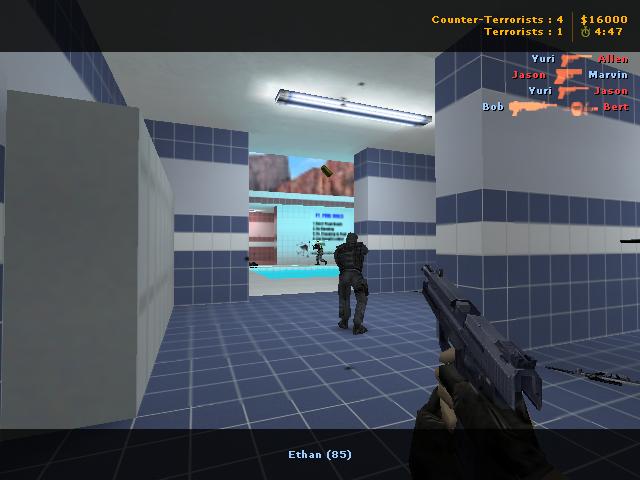 Counter-Terrorists : 4 $16000
Terrorists : 1 4:47
Yuri Allen
Jason Marvin
Yuri Jason
Bob Bert
Ethan (85)